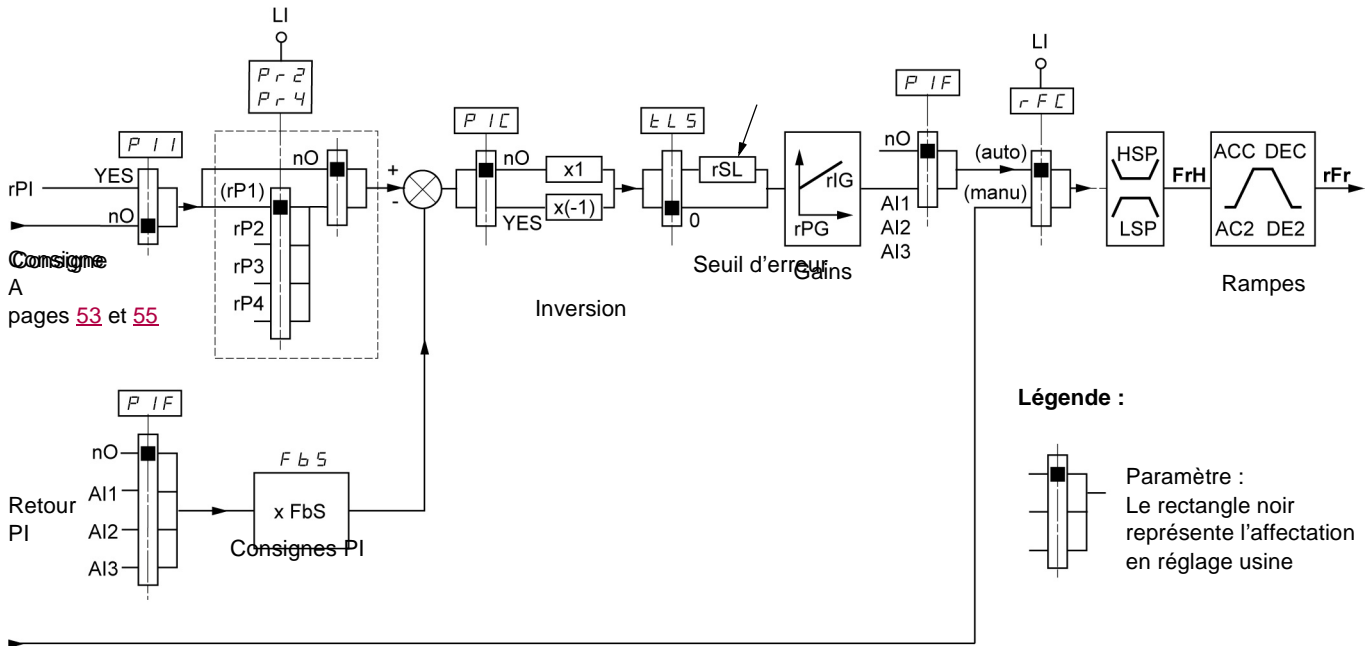 LI
Pr2
Pr4
PII
rPI
YES
nO
Consigne
Consigne
A
pages 53 et 55
nO
(rP1)
rP2
rP3
rP4
+
-
PIC
nO
x1
YES
x(-1)
Inversion
tLS
rSL
0
Seuil d'erreur
rIG
rPG
Gains
PIF
nO
AI1
AI2
AI3
LI
rFC
(auto)
(manu)
HSP
LSP
FrH
ACC DEC
AC2 DE2
rFr
Rampes
PIF
nO
AI1
AI2
AI3
Retour
PI
FbS
x FbS
Consignes PI
Légende :
Paramètre :
Le rectangle noir
représente l'affectation
en réglage usine